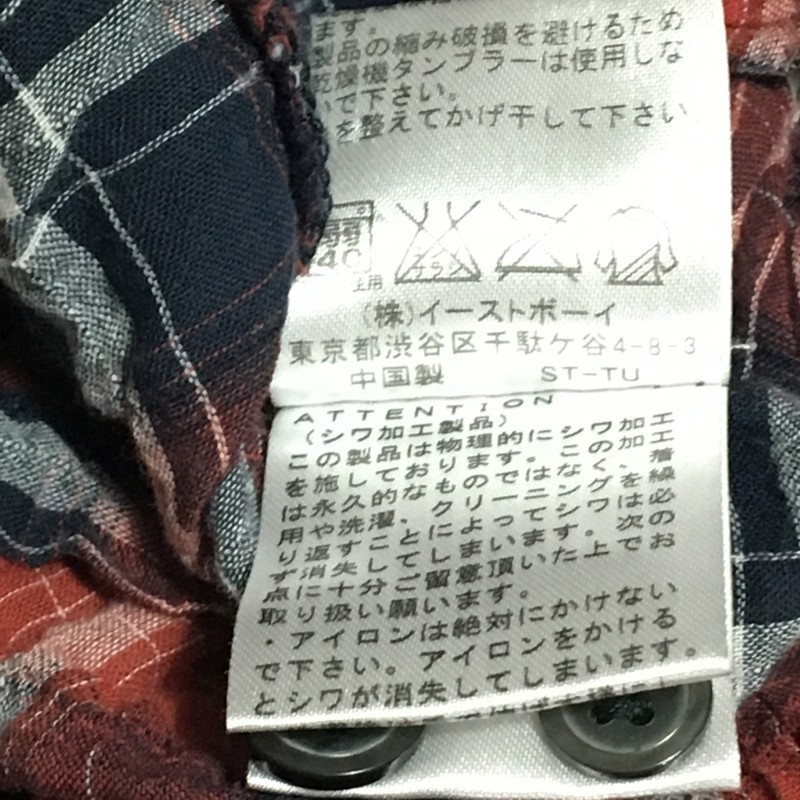 ます。
製品の縮み破損を避けるため
乾燥機タンブラーは使用しな
いで下さい。
を整えてかげ干して下さい
弱
40
エンソ
サラシ
(株)イーストボーイ
東京都渋谷区千駄ケ谷4-8-3
中国製 ST-TU
ATTENTION
(シワ加工製品)
この製品は物理的にシワ加工
を施しております。この加工
は永久的なものではなく、着
用や洗濯、クリーニングを繰
り返すことによってシワは必
ず消失してしまいます。次の
点に十分ご留意頂いた上でお
取り扱い願います。
・アイロンは絶対にかけない
で下さい。アイロンをかける
とシワが消失してしまいます。